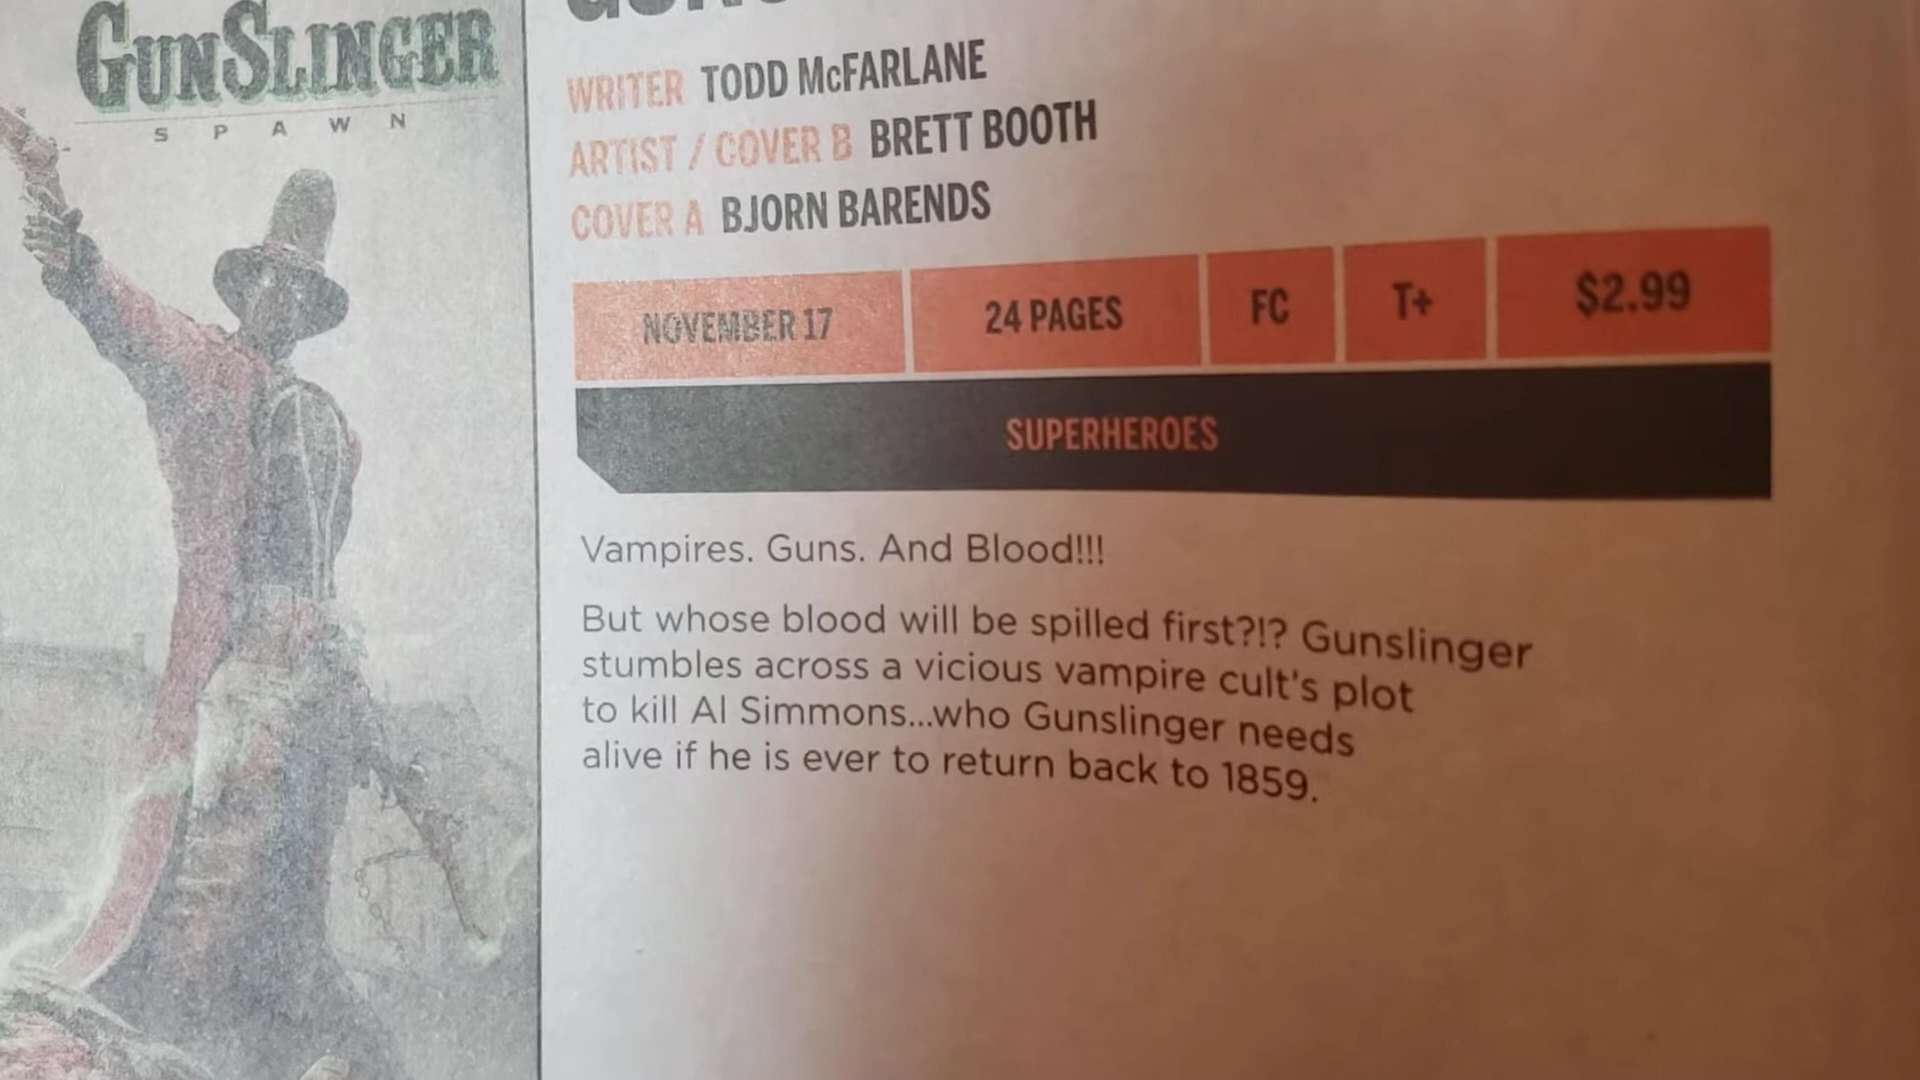 GUNSLINGER
SPAWN
WRITER TODD McFARLANE
ARTIST / COVER B BRETT BOOTH
COVER A BJORN BARENDS
NOVEMBER 17 24 PAGES FC T+ $2.99
SUPERHEROES
Vampires. Guns. And Blood!!!
But whose blood will be spilled first?!? Gunslinger
stumbles across a vicious vampire cult's plot
to kill Al Simmons...who Gunslinger needs
alive if he is ever to return back to 1859.